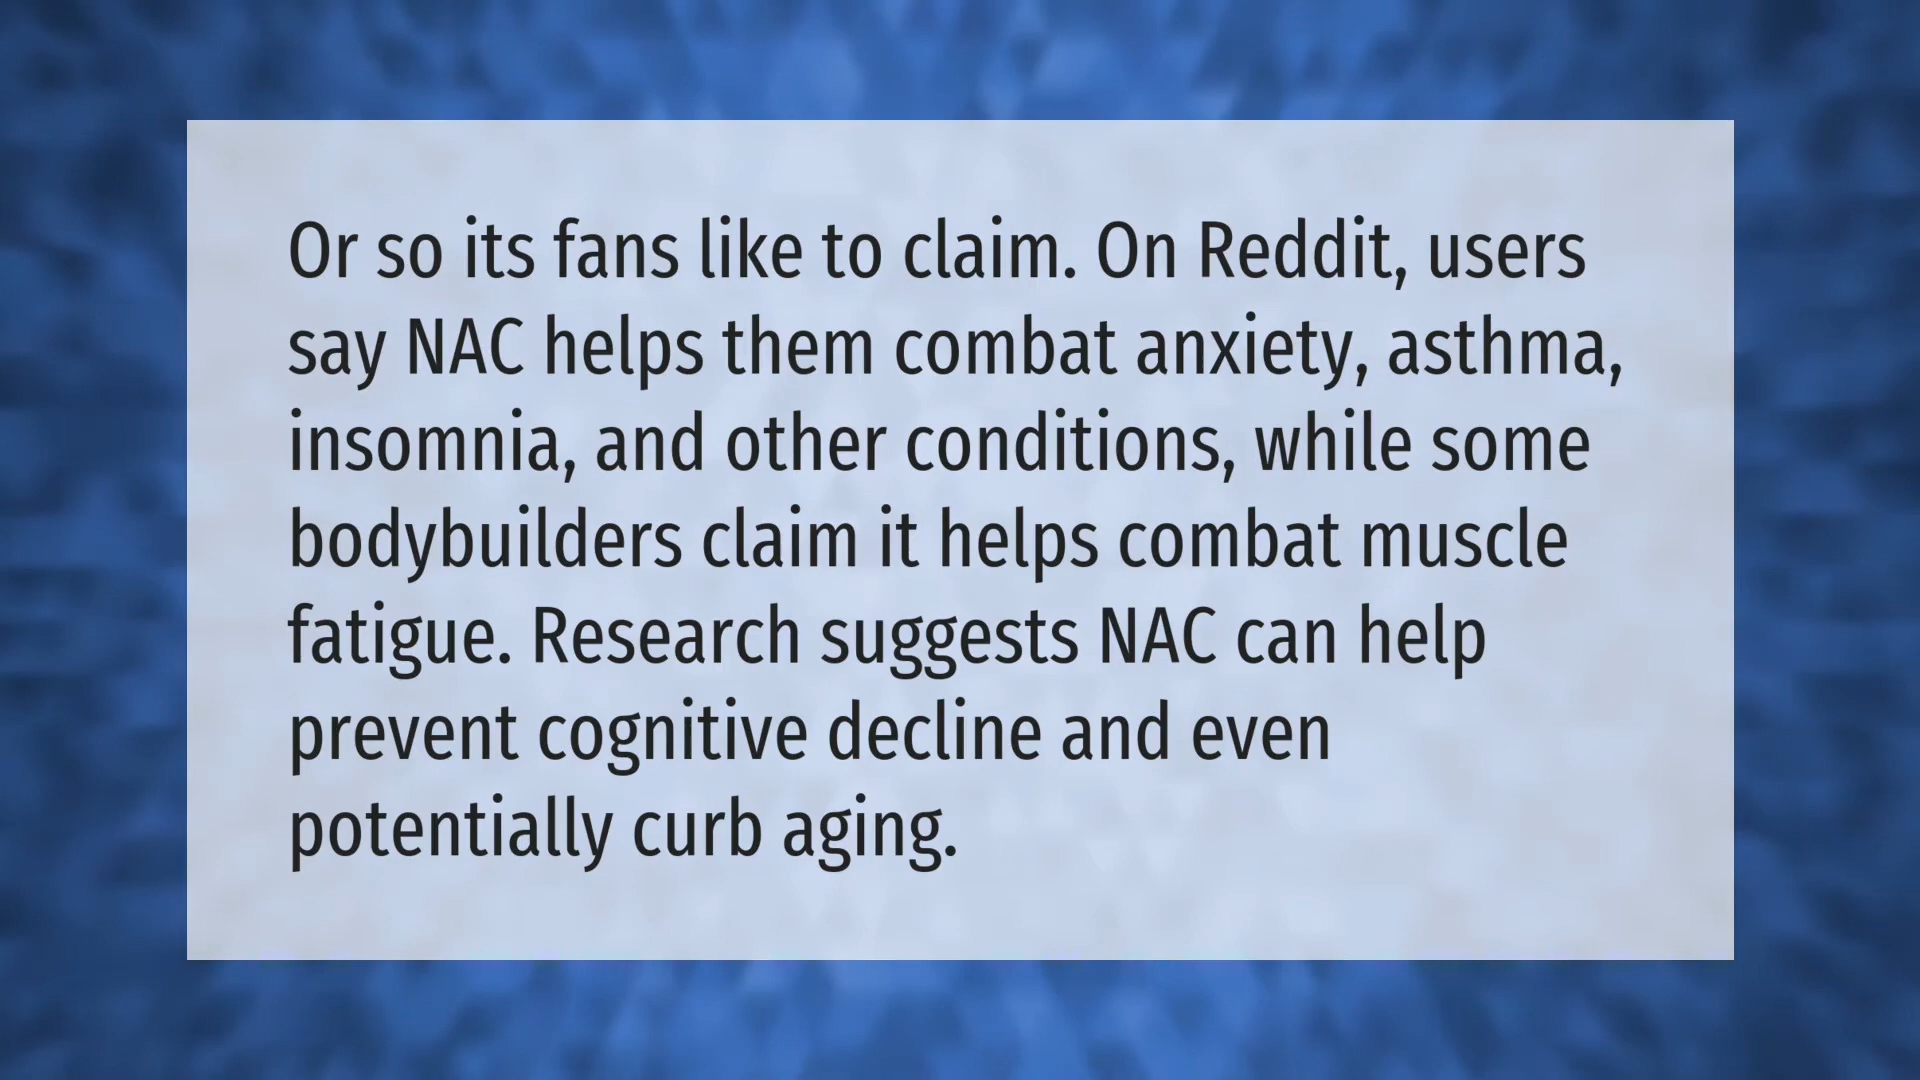 Or so its fans like to claim. On Reddit, users
say NAC helps them combat anxiety, asthma,
insomnia, and other conditions, while some
bodybuilders claim it helps combat muscle
fatigue. Research suggests NAC can help
prevent cognitive decline and even
potentially curb aging.